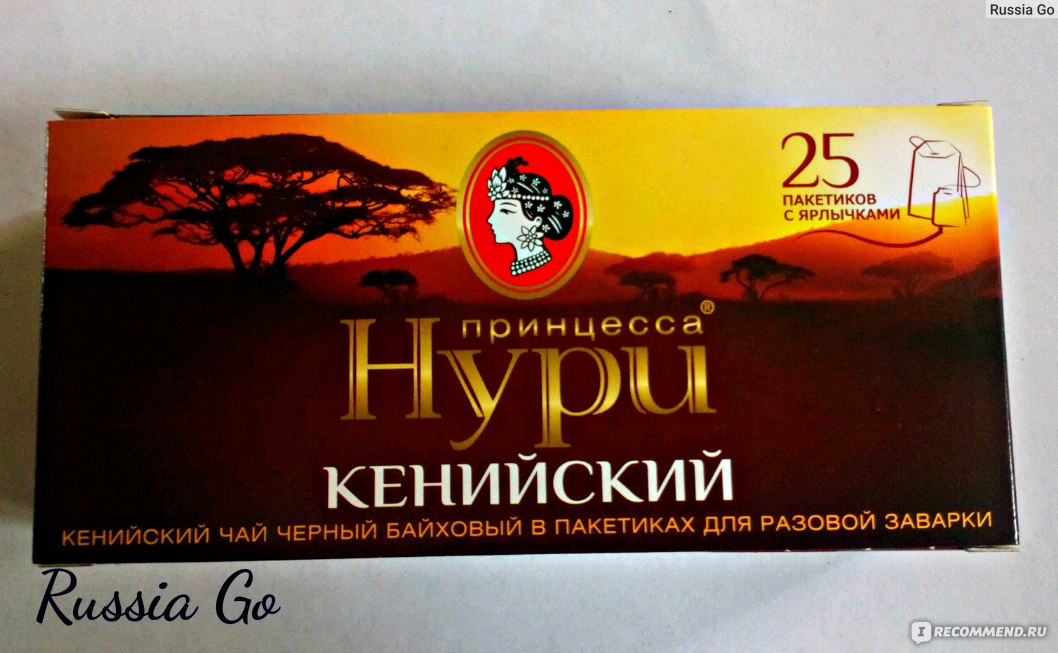 Russia Go
25
ПАКЕТИКОВ
С ЯРЛЫЧКАМИ
ПРИНЦЕССА®
Нури
КЕНИЙСКИЙ
КЕНИЙСКИЙ ЧАЙ ЧЕРНЫЙ БАЙХОВЫЙ В ПАКЕТИКАХ ДЛЯ РАЗОВОЙ ЗАВАРКИ
Russia Go
I RECOMMEND.RU